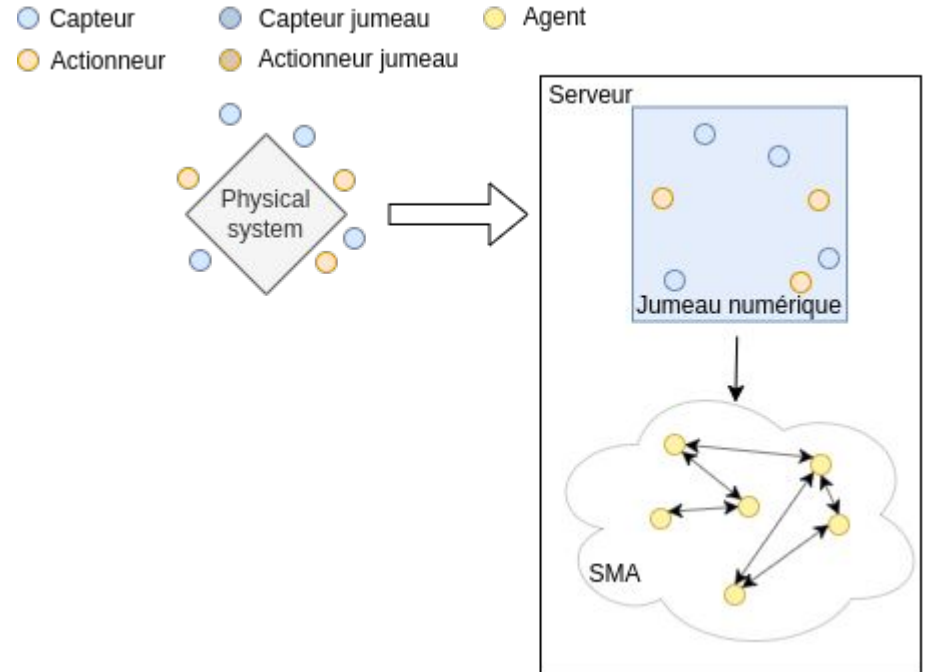 Capteur
Capteur jumeau
Agent
Actionneur
Actionneur jumeau
Serveur
Physical
system
Jumeau numérique
SMA